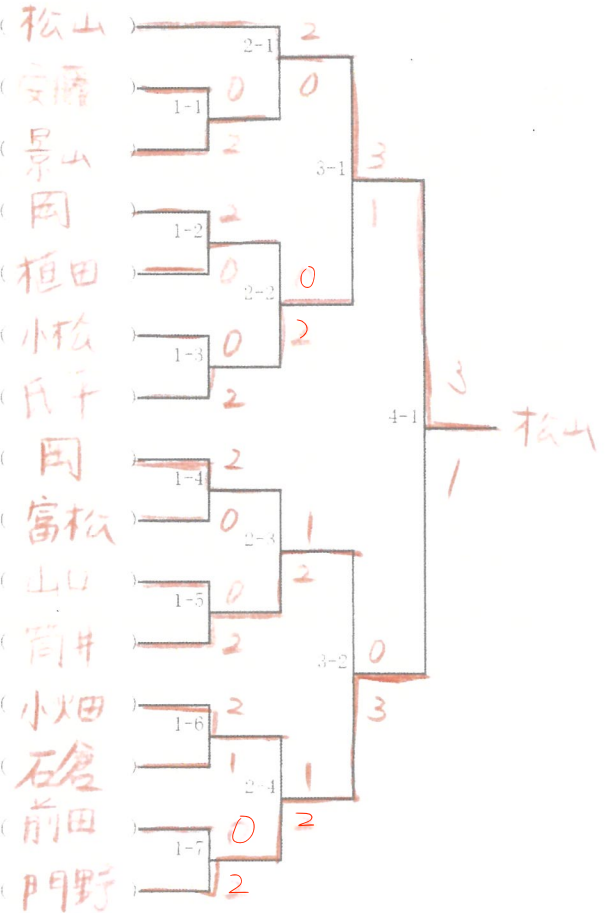 (松山) 2-1 2
(安藤) 0 0
1-1
(景山) 2 3
3-1
(岡) 2 1
1-2
(植田) 0 0
2-2
(小松) 0 2
1-3
(氏平) 2 3
4-1 松山
(岡) 2 1
1-4
(富松) 0 1
2-3
(山口) 0 2
1-5
(筒井) 2 0
3-2
(小畑) 2 3
1-6
(石倉) 1 1
2-4
(前田) 0 2
1-7
(門野) 2